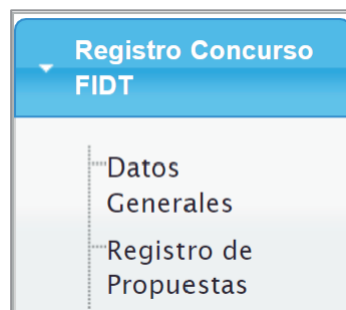 Registro Concurso
FIDT
Datos
Generales
Registro de
Propuestas